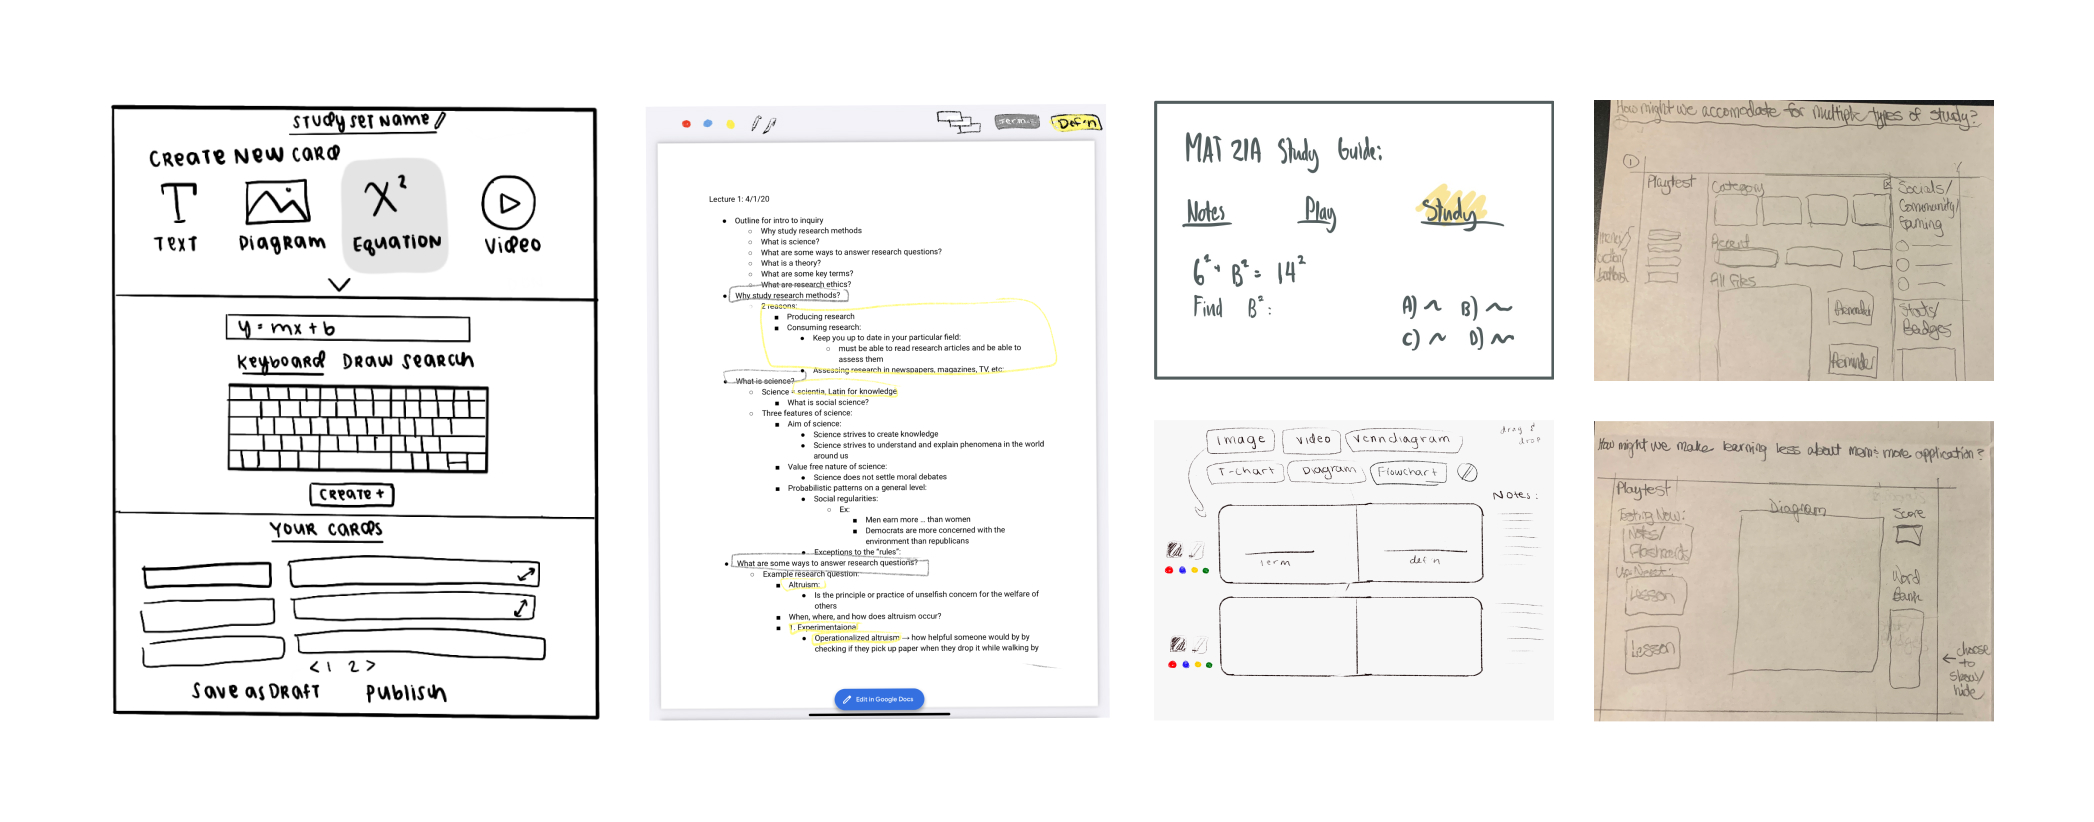 STUDY SET NAME
CREATE NEW CARD
TEXT
DIAGRAM
EQUATION
VIDEO
T
X²
y = mx + b
KEYBOARD DRAW SEARCH
CREATE +
YOUR CARDS
< 1 2 >
SAVE AS DRAFT PUBLISH
Term
Def'n
Lecture 1: 4/1/20
Outline for intro to inquiry
Why study research methods
What is science?
What are some ways to answer research questions?
What is a theory?
What are some key terms?
What are research ethics?
Why study research methods?
2 reasons:
Producing research
Consuming research:
Keep you up to date in your particular field:
must be able to read research articles and be able to
assess them
Assessing research in newspapers, magazines, TV, etc:
What is science?
Science = scientia, Latin for knowledge
What is social science?
Three features of science:
Aim of science:
Science strives to create knowledge
Science strives to understand and explain phenomena in the world
around us
Value free nature of science:
Science does not settle moral debates
Probabilistic patterns on a general level:
Social regularities:
Ex:
Men earn more ... than women
Democrats are more concerned with the
environment than republicans
Exceptions to the "rules":
What are some ways to answer research questions?
Example research question:
Altruism:
Is the principle or practice of unselfish concern for the welfare of
others
When, where, and how does altruism occur?
1. Experimentaiona
Operationalized altruism → how helpful someone would by by
checking if they pick up paper when they drop it while walking by
Edit in Google Docs
MAT 21A Study Guide:
Notes Play Study
6² + B² = 14²
Find B²:
A) B)
C) D)
image video venn diagram
drag &
drop
T-chart Diagram Flowchart
Notes:
term def'n
How might we accomodate for multiple types of study?
1
Playtest
Category
Socials/
Community/
Gaming
Recent
All Files
Reminder
Reminder
Stats/
Badges
How might we make learning less about mem: more application?
Playtest
Diagram
Score
Notes/
Flashcards
Lesson
Lesson
Word
Bank
← choose
to
show/
hide